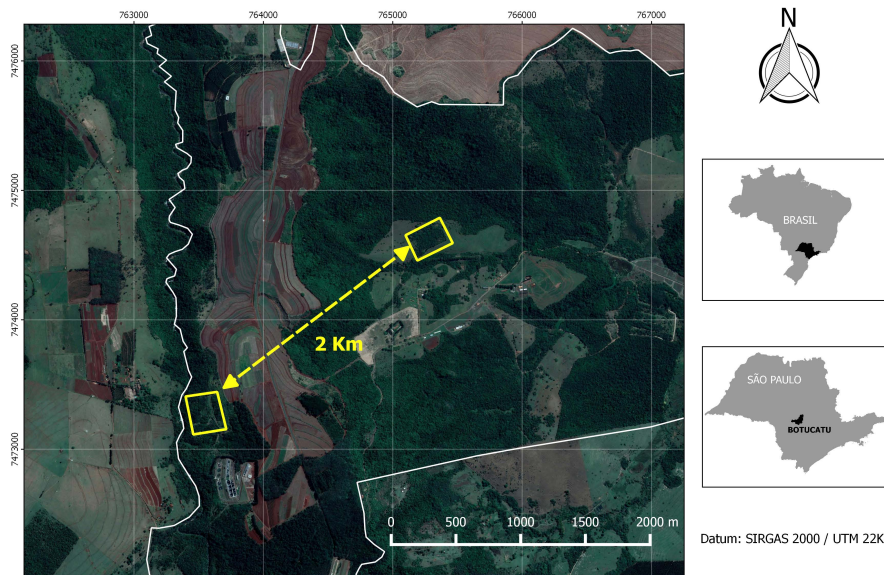 763000 764000 765000 766000 767000
7476000
7475000
7474000
7473000
2 Km
0 500 1000 1500 2000 m
N
BRASIL
SÃO PAULO
BOTUCATU
Datum: SIRGAS 2000 / UTM 22K